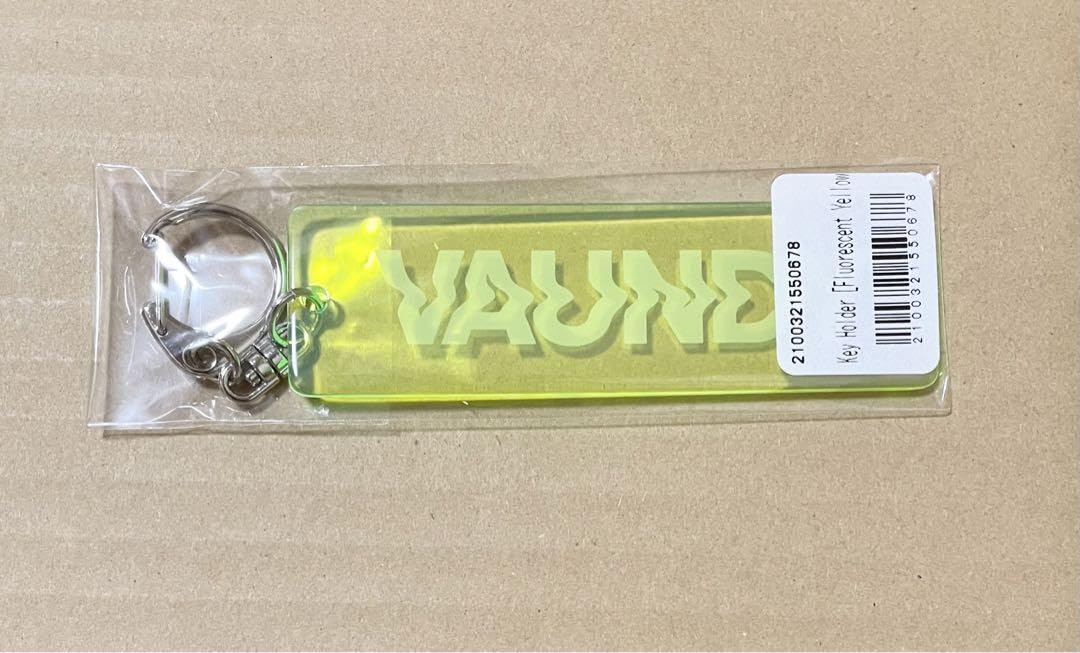 VAUND
2100321550678
Key Holder [Fluorescent Yellow
2100321550678